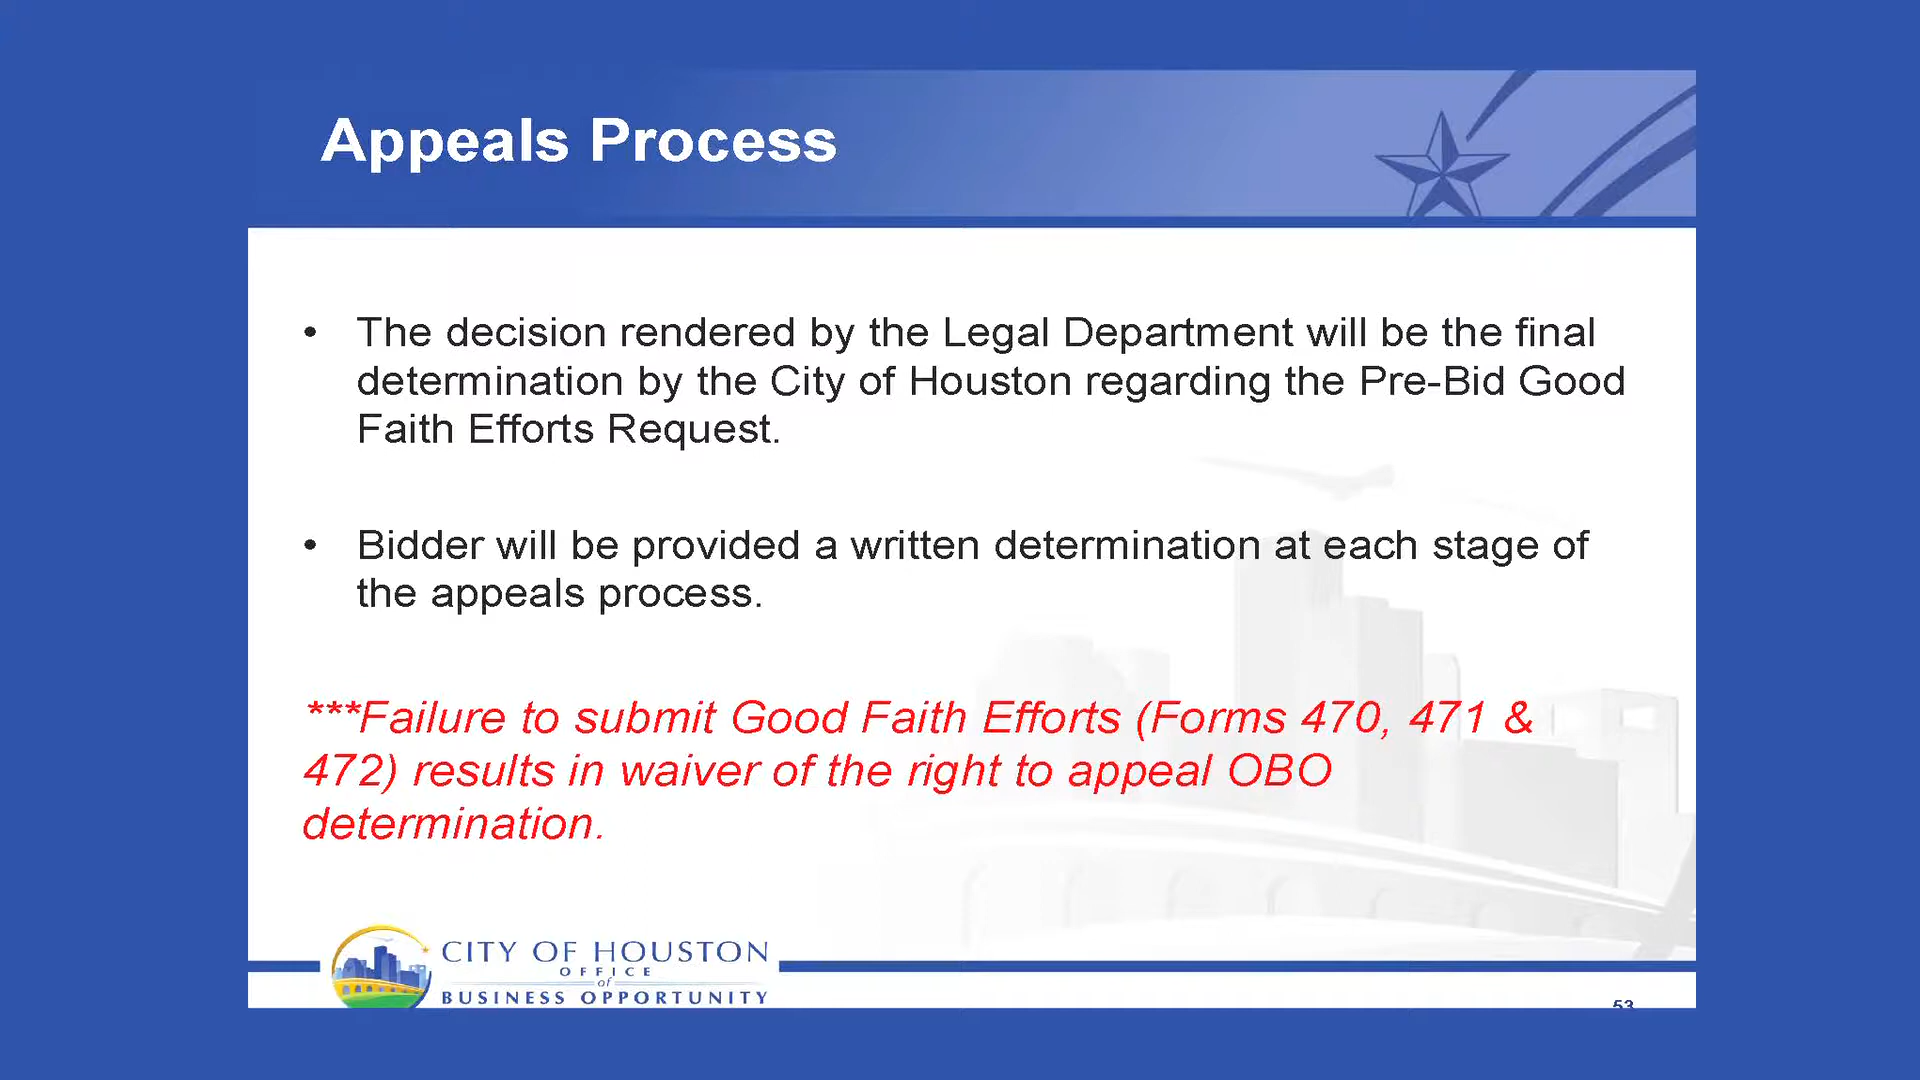 Appeals Process
• The decision rendered by the Legal Department will be the final
determination by the City of Houston regarding the Pre-Bid Good
Faith Efforts Request.
• Bidder will be provided a written determination at each stage of
the appeals process.
***Failure to submit Good Faith Efforts (Forms 470, 471 &
472) results in waiver of the right to appeal OBO
determination.
CITY OF HOUSTON
OFFICE
of
BUSINESS OPPORTUNITY
53